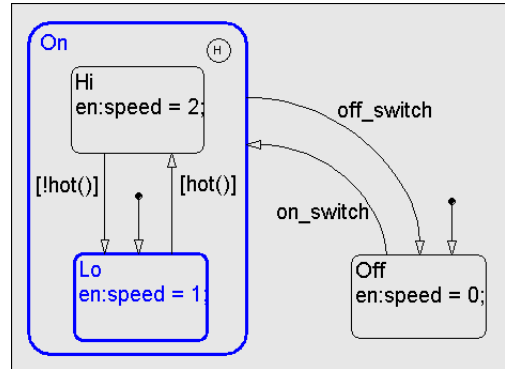 On
H
Hi
en:speed = 2;
off_switch
[!hot()]
[hot()]
on_switch
Lo
en:speed = 1;
Off
en:speed = 0;